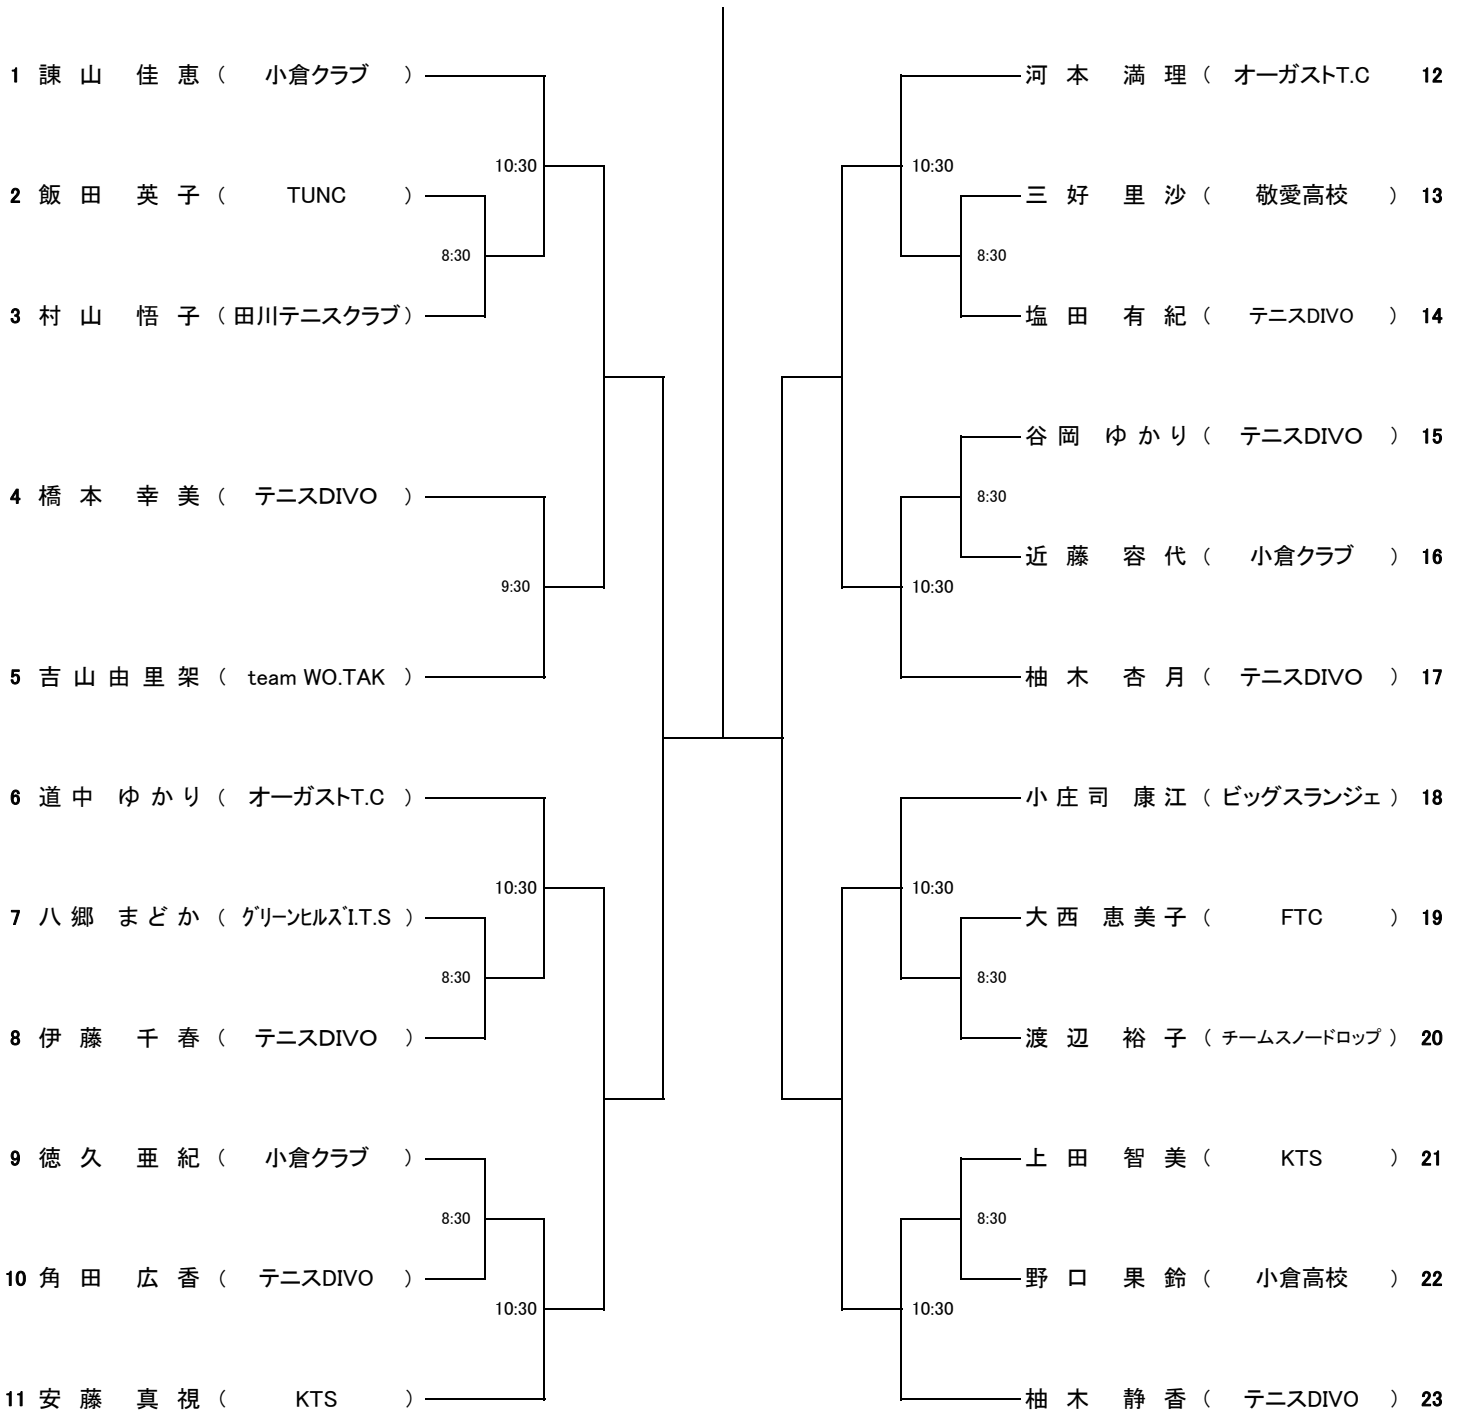 1 諌山 佳恵 ( 小倉クラブ )
10:30
2 飯田 英子 ( TUNC )
8:30
3 村山 悟子 ( 田川テニスクラブ )
4 橋本 幸美 ( テニスDIVO )
9:30
5 吉山由里架 ( team WO.TAK )
6 道中 ゆかり ( オーガストT.C )
10:30
7 八郷 まどか ( グリーンヒルズI.T.S )
8:30
8 伊藤 千春 ( テニスDIVO )
9 徳久 亜紀 ( 小倉クラブ )
8:30
10 角田 広香 ( テニスDIVO )
10:30
11 安藤 真視 ( KTS )
河本 満理 ( オーガストT.C 12
10:30
三好 里沙 ( 敬愛高校 ) 13
8:30
塩田 有紀 ( テニスDIVO ) 14
谷岡 ゆかり ( テニスDIVO ) 15
8:30
近藤 容代 ( 小倉クラブ ) 16
10:30
柚木 杏月 ( テニスDIVO ) 17
小庄司 康江 ( ビッグスランジェ ) 18
10:30
大西 恵美子 ( FTC ) 19
8:30
渡辺 裕子 ( チームスノードロップ ) 20
上田 智美 ( KTS ) 21
8:30
野口 果鈴 ( 小倉高校 ) 22
10:30
柚木 静香 ( テニスDIVO ) 23